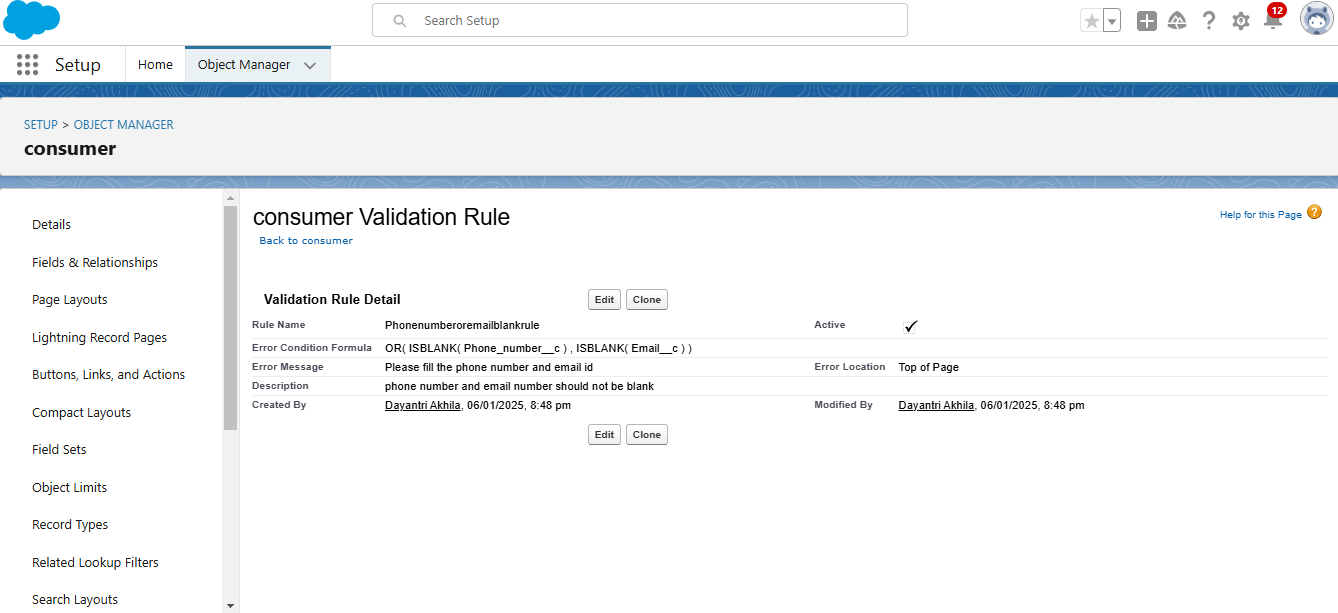 Search Setup
12
Setup
Home
Object Manager
SETUP > OBJECT MANAGER
consumer
Details
Fields & Relationships
Page Layouts
Lightning Record Pages
Buttons, Links, and Actions
Compact Layouts
Field Sets
Object Limits
Record Types
Related Lookup Filters
Search Layouts
consumer Validation Rule
Help for this Page ?
Back to consumer
Validation Rule Detail
Edit Clone
Rule Name Phonenumberoremailblankrule Active
Error Condition Formula OR( ISBLANK( Phone_number__c ) , ISBLANK( Email__c ) )
Error Message Please fill the phone number and email id Error Location Top of Page
Description phone number and email number should not be blank
Created By Dayantri Akhila, 06/01/2025, 8:48 pm Modified By Dayantri Akhila, 06/01/2025, 8:48 pm
Edit Clone